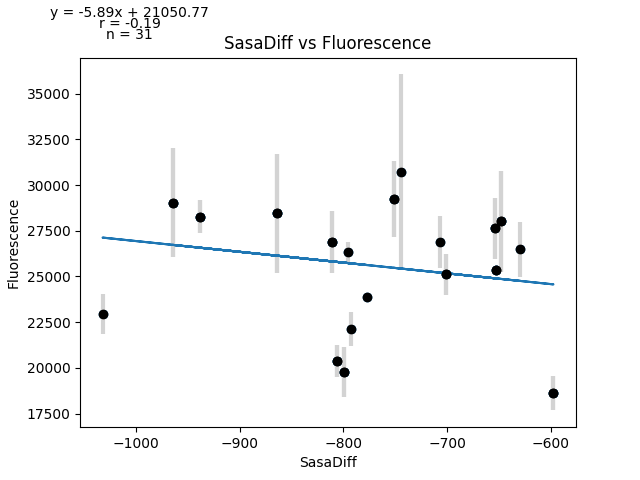 y = -5.89x + 21050.77
r = -0.19
n = 31
SasaDiff vs Fluorescence
Fluorescence
35000
32500
30000
27500
25000
22500
20000
17500
−1000
−900
−800
−700
−600
SasaDiff